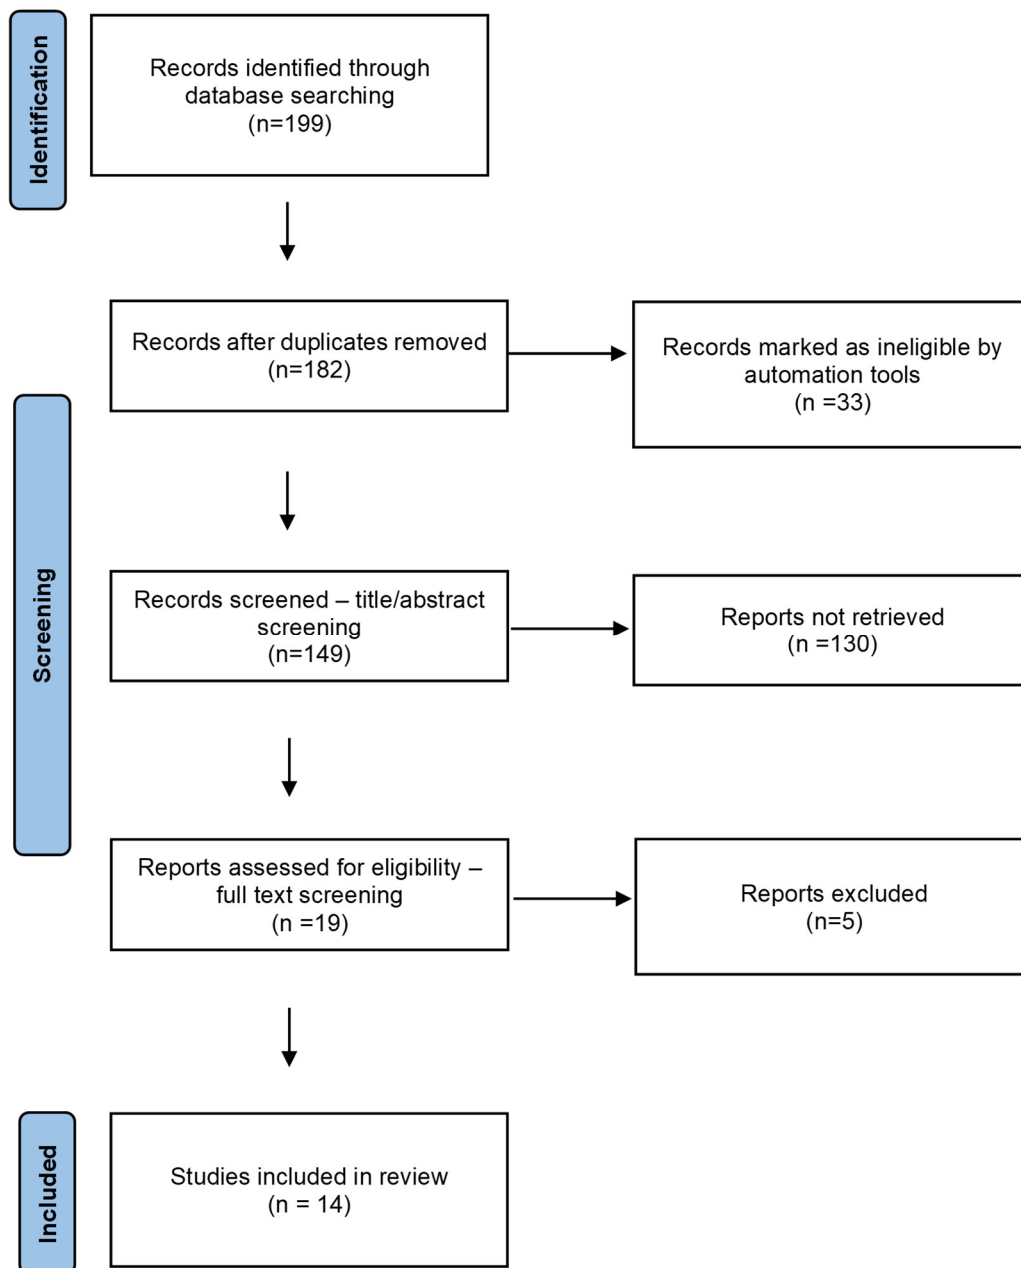 Identification
Records identified through
database searching
(n=199)
Screening
Records after duplicates removed
(n=182)
Records marked as ineligible by
automation tools
(n =33)
Records screened – title/abstract
screening
(n=149)
Reports not retrieved
(n =130)
Reports assessed for eligibility –
full text screening
(n =19)
Reports excluded
(n=5)
Included
Studies included in review
(n = 14)